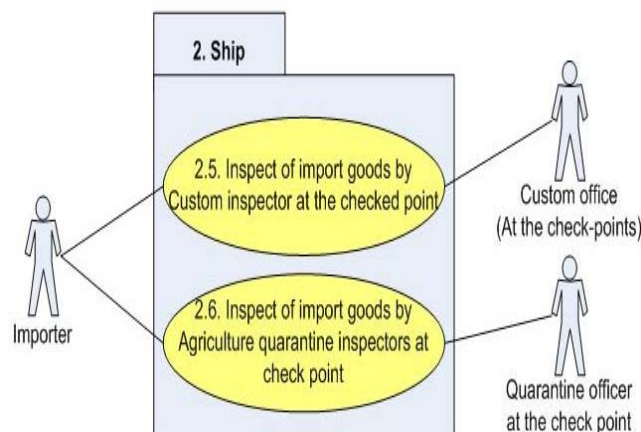 2. Ship
2.5. Inspect of import goods by
Custom inspector at the checked point
Custom office
(At the check-points)
Importer
2.6. Inspect of import goods by
Agriculture quarantine inspectors at
check point
Quarantine officer
at the check point